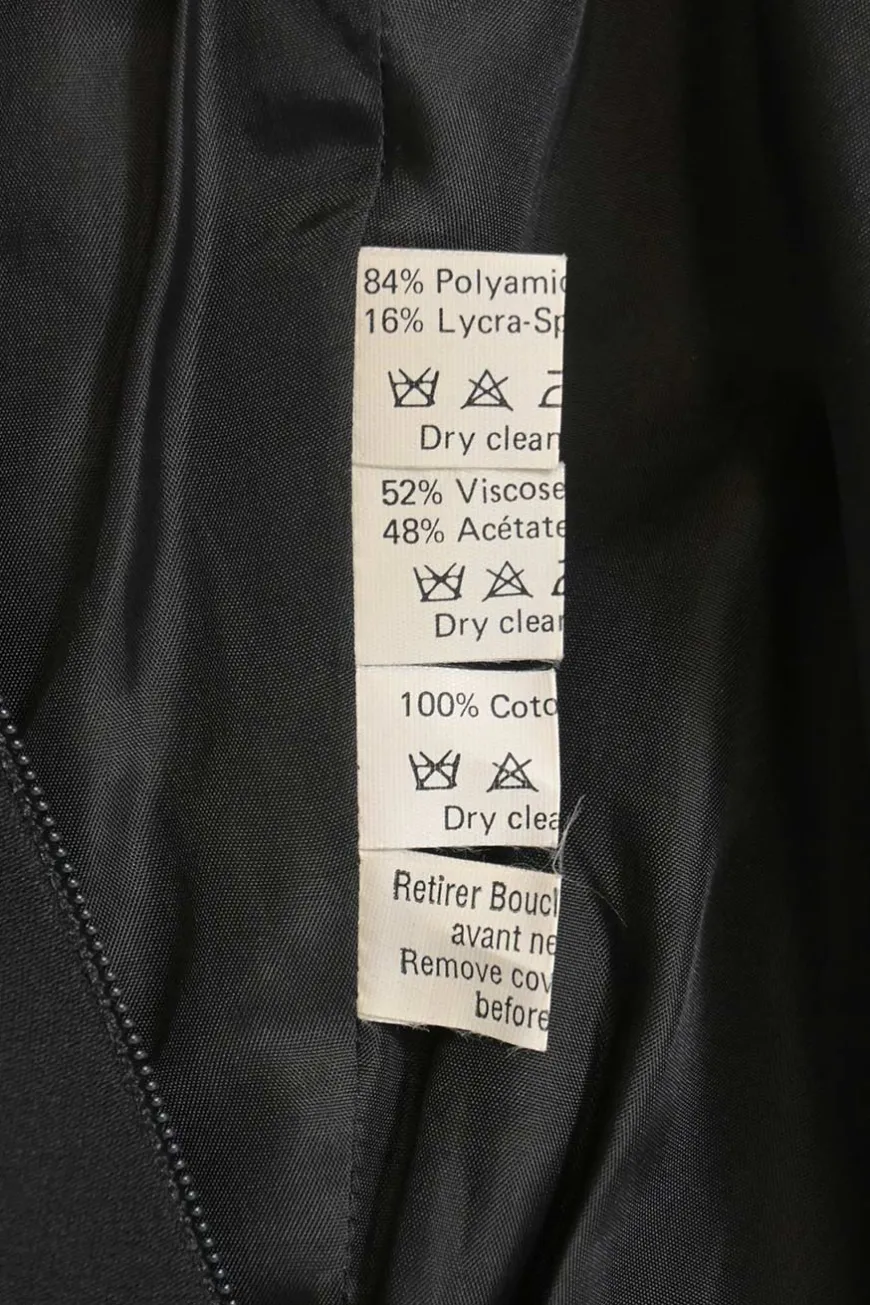 84% Polyamid
16% Lycra-Sp
Dry clean
52% Viscose
48% Acétate
Dry clean
100% Coto
Dry clea
Retirer Boucl
avant ne
Remove cov
before